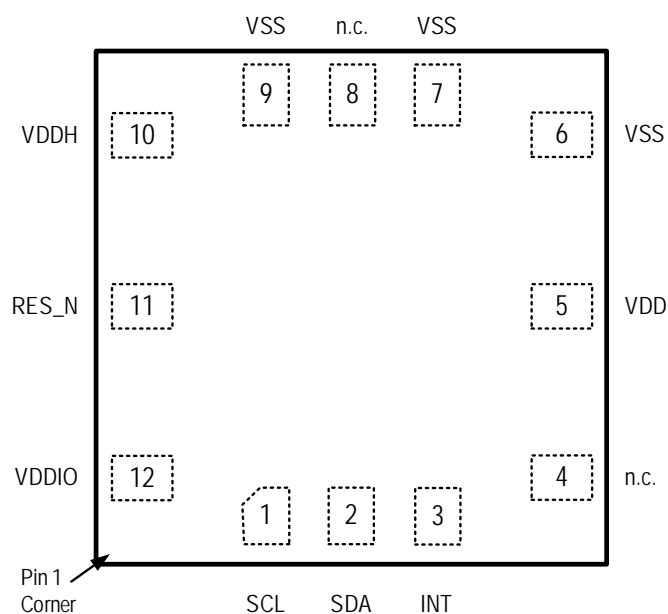 VSS n.c. VSS
9 8 7
VDDH 10 6 VSS
RES_N 11 5 VDD
VDDIO 12 4 n.c.
1 2 3
Pin 1
Corner
SCL SDA INT